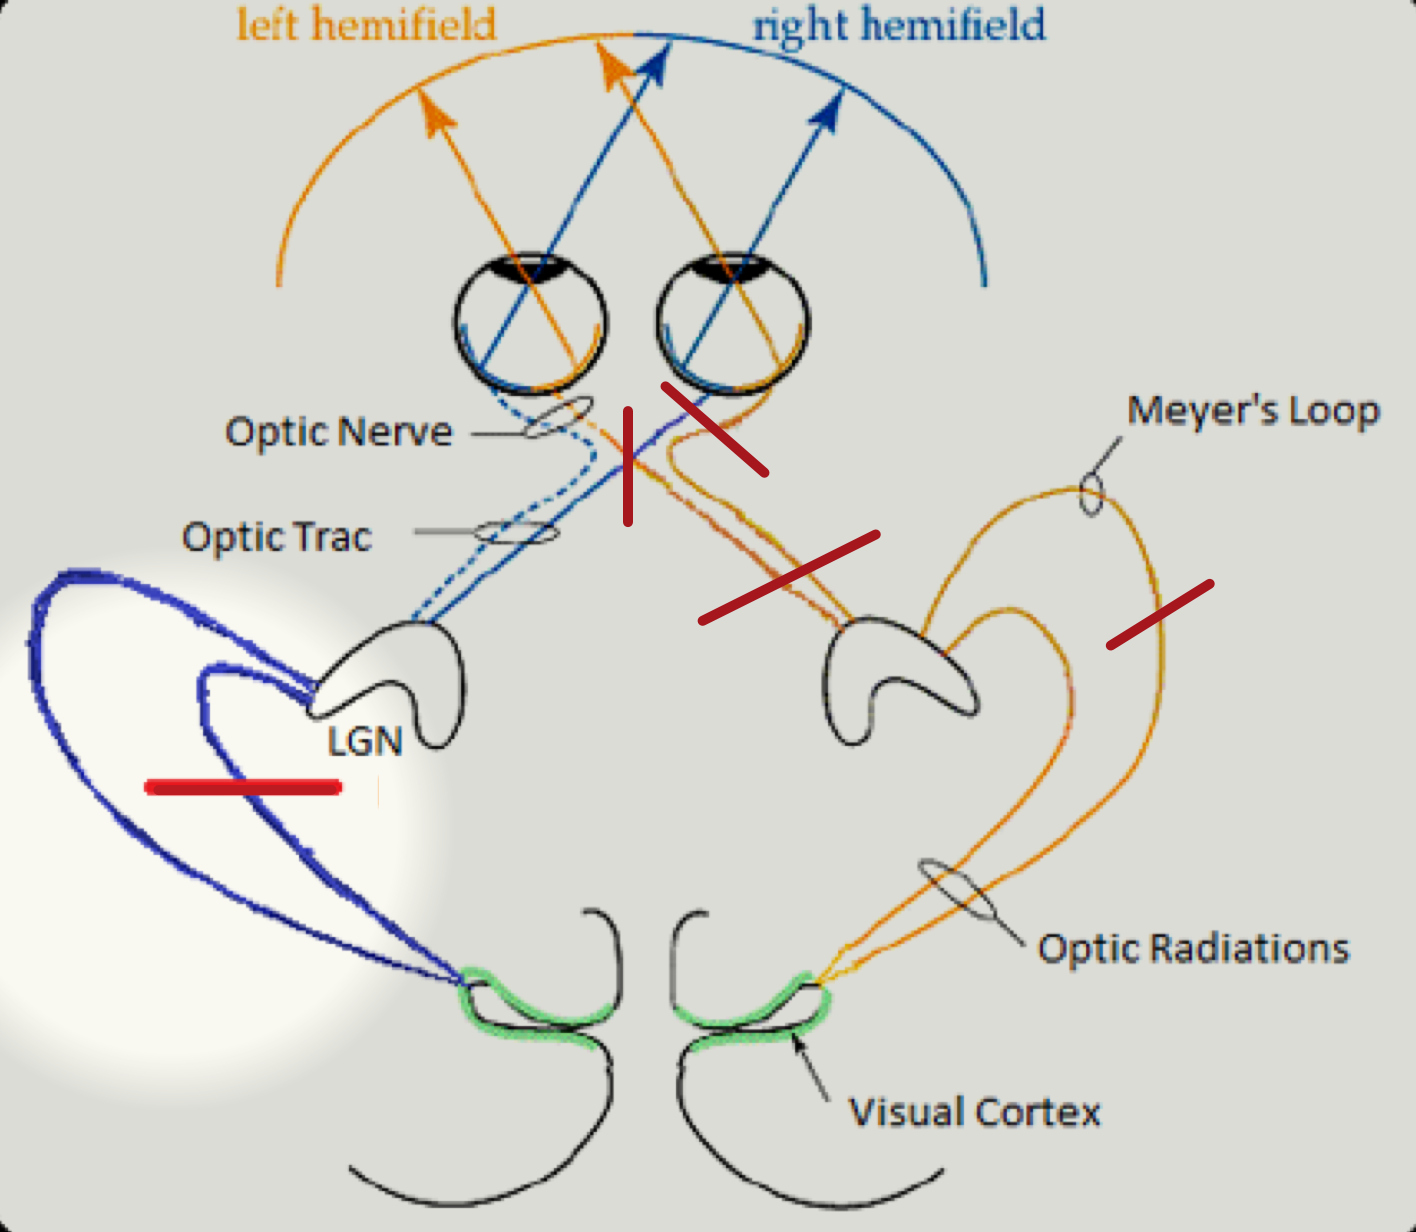 left hemifield
right hemifield
Meyer's Loop
Optic Nerve
Optic Trac
LGN
Optic Radiations
Visual Cortex